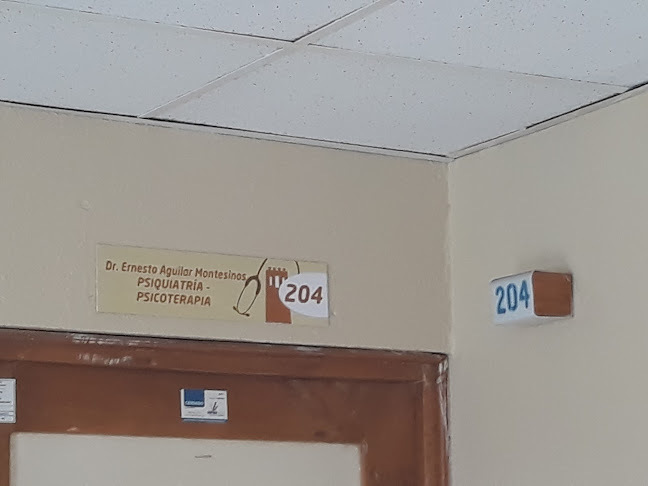 Dr. Ernesto Aguilar Montesinos
PSIQUIATRÍA -
PSICOTERAPIA
204
204